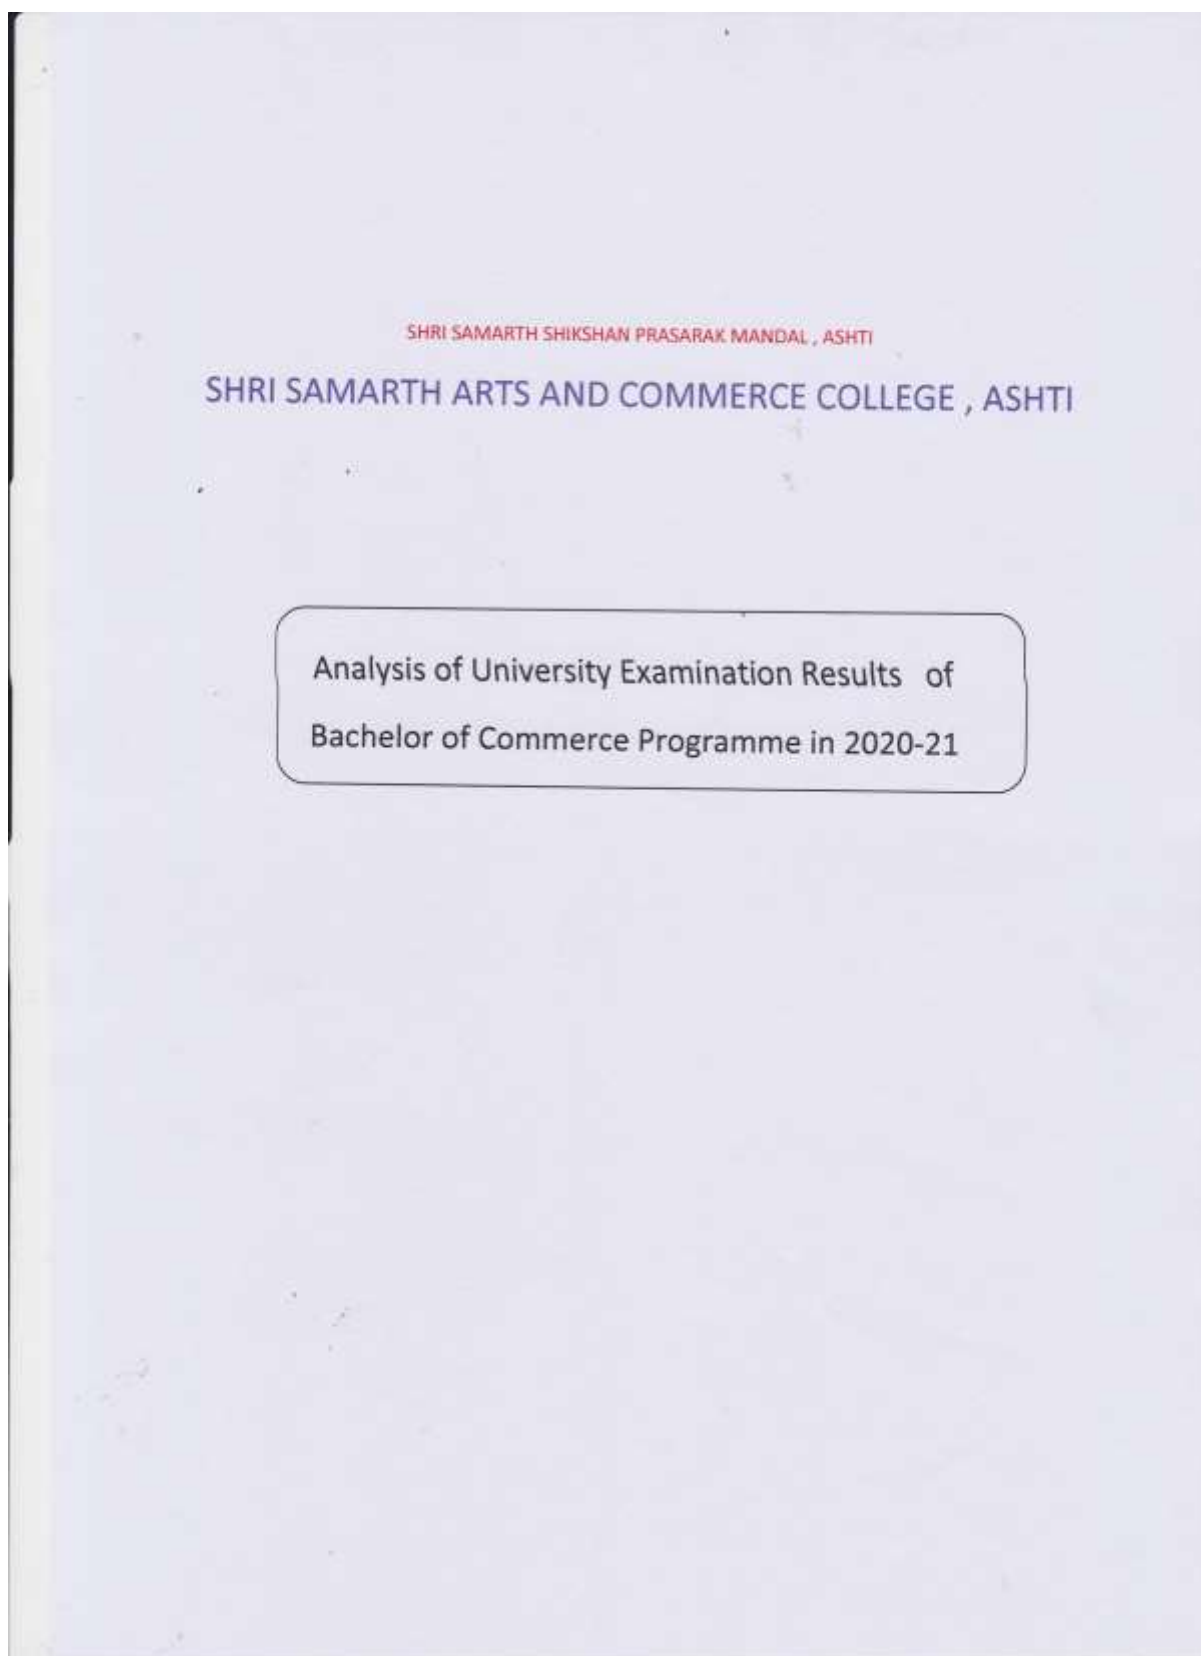 SHRI SAMARTH SHIKSHAN PRASARAK MANDAL , ASHTI
SHRI SAMARTH ARTS AND COMMERCE COLLEGE , ASHTI
Analysis of University Examination Results of
Bachelor of Commerce Programme in 2020-21